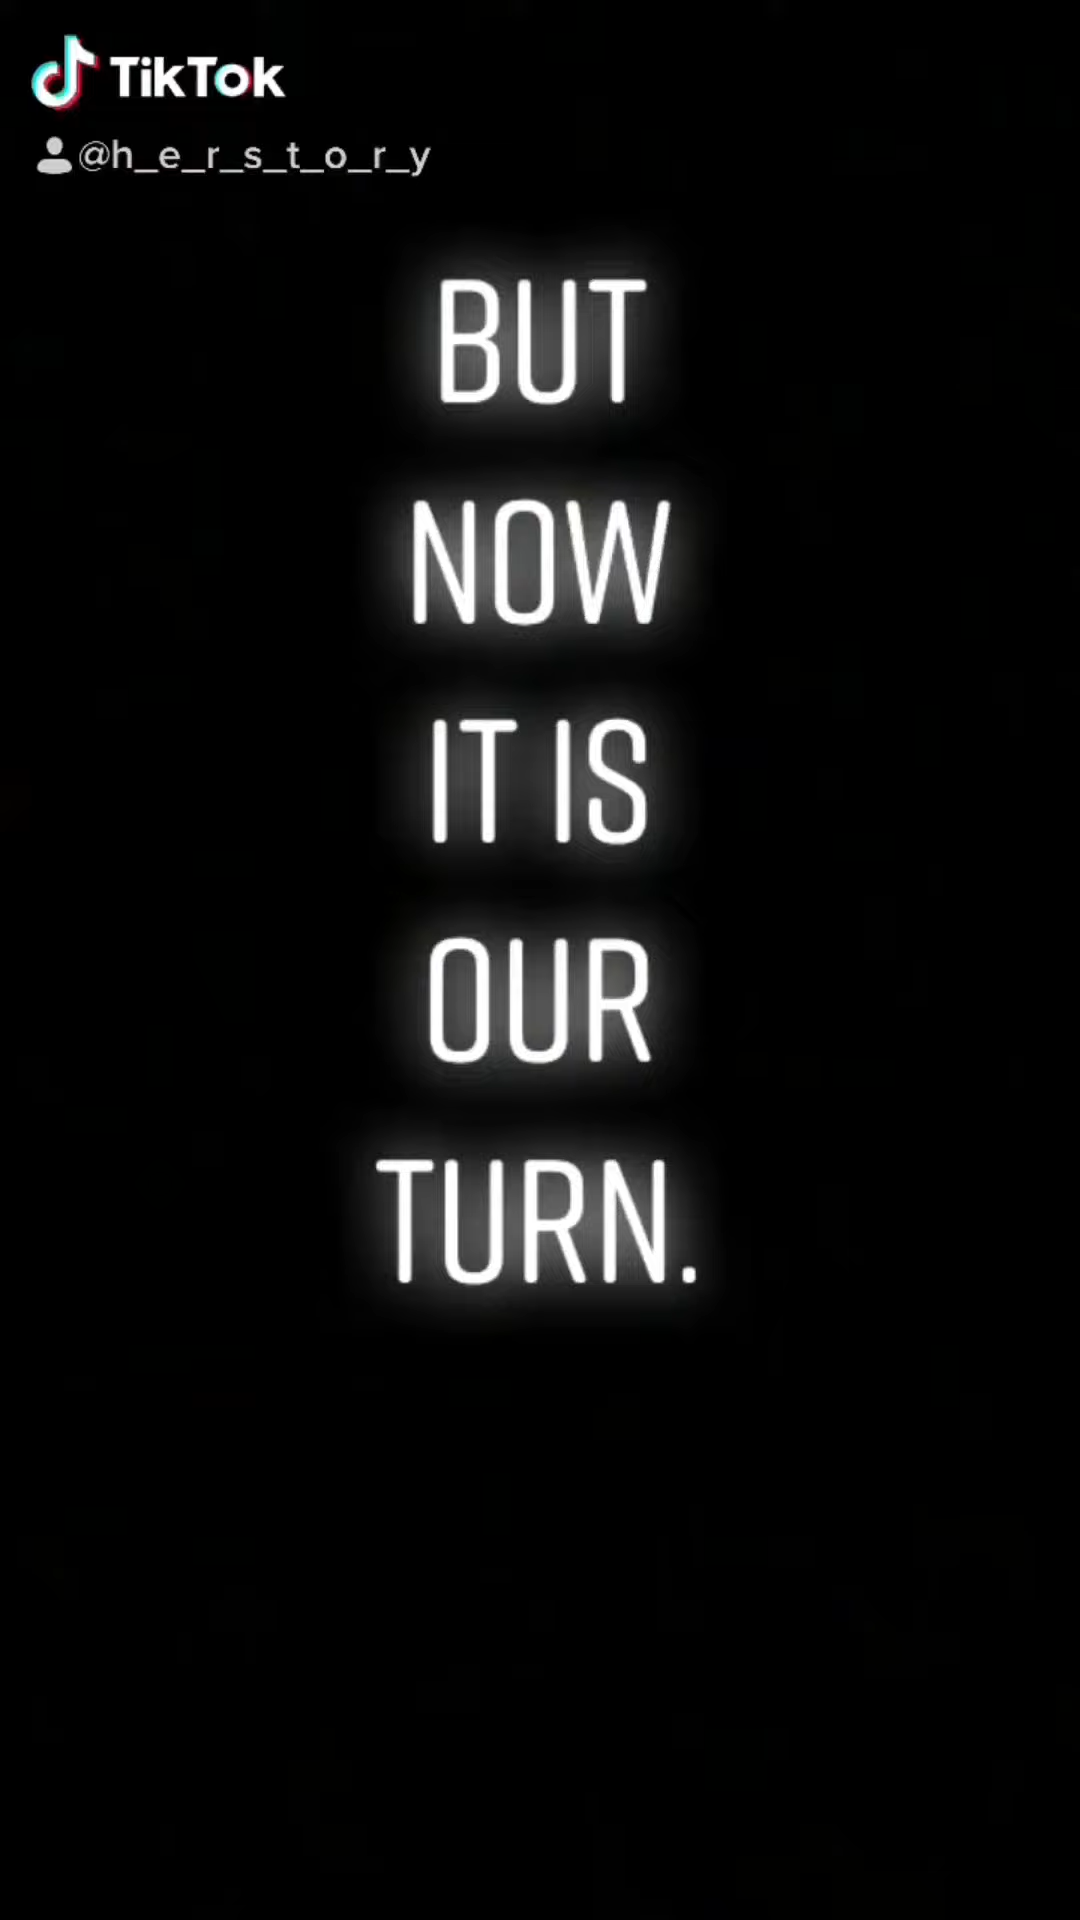 TikTok
@h_e_r_s_t_o_r_y
BUT
NOW
IT IS
OUR
TURN.